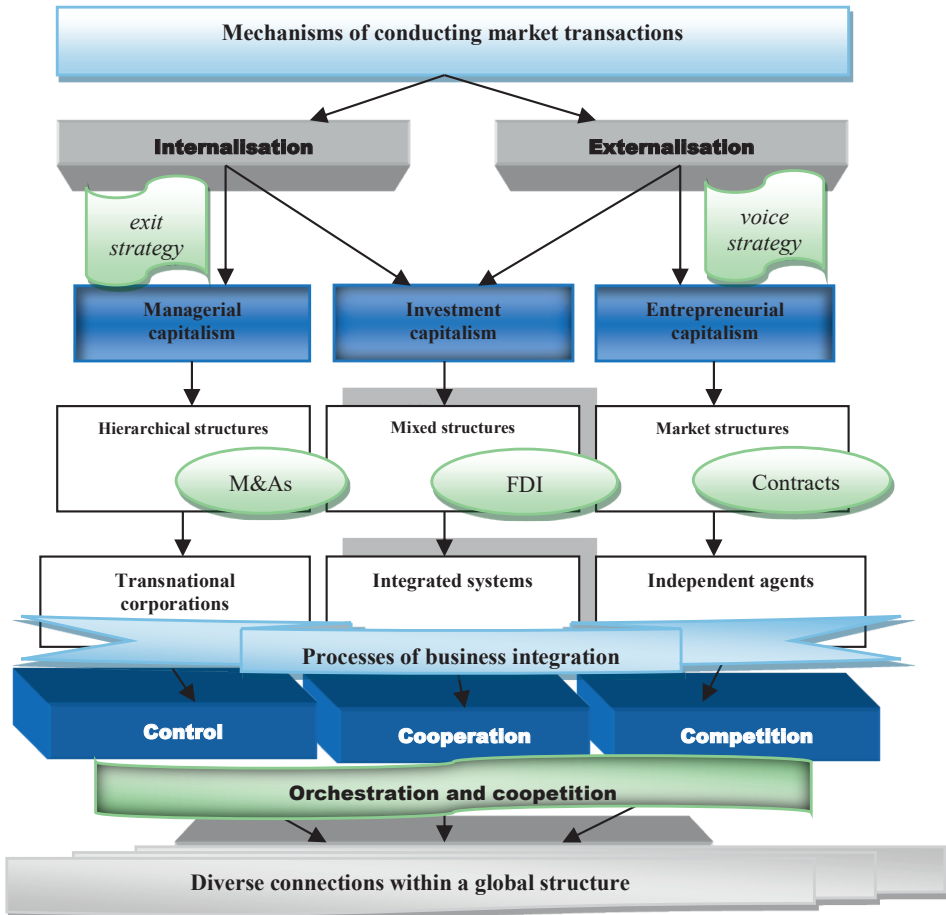 Mechanisms of conducting market transactions
Internalisation
Externalisation
exit
strategy
voice
strategy
Managerial
capitalism
Investment
capitalism
Entrepreneurial
capitalism
Hierarchical structures
Mixed structures
Market structures
M&As
FDI
Contracts
Transnational
corporations
Integrated systems
Independent agents
Processes of business integration
Control
Cooperation
Competition
Orchestration and coopetition
Diverse connections within a global structure